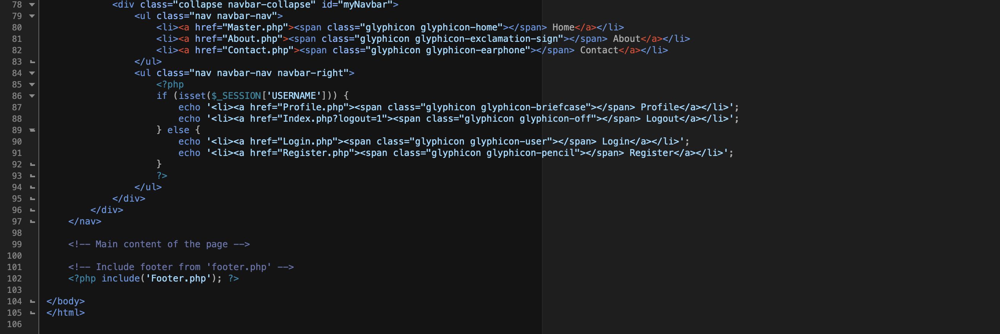 78 <div class="collapse navbar-collapse" id="myNavbar">
79 <ul class="nav navbar-nav">
80 <li><a href="Master.php"><span class="glyphicon glyphicon-home"></span> Home</a></li>
81 <li><a href="About.php"><span class="glyphicon glyphicon-exclamation-sign"></span> About</a></li>
82 <li><a href="Contact.php"><span class="glyphicon glyphicon-earphone"></span> Contact</a></li>
83 </ul>
84 <ul class="nav navbar-nav navbar-right">
85 <?php
86 if (isset($_SESSION['USERNAME'])) {
87 echo '<li><a href="Profile.php"><span class="glyphicon glyphicon-briefcase"></span> Profile</a></li>';
88 echo '<li><a href="Index.php?logout=1"><span class="glyphicon glyphicon-off"></span> Logout</a></li>';
89 } else {
90 echo '<li><a href="Login.php"><span class="glyphicon glyphicon-user"></span> Login</a></li>';
91 echo '<li><a href="Register.php"><span class="glyphicon glyphicon-pencil"></span> Register</a></li>';
92 }
93 ?>
94 </ul>
95 </div>
96 </div>
97 </nav>
98
99 <!-- Main content of the page -->
100
101 <!-- Include footer from 'footer.php' -->
102 <?php include('Footer.php'); ?>
103
104 </body>
105 </html>
106